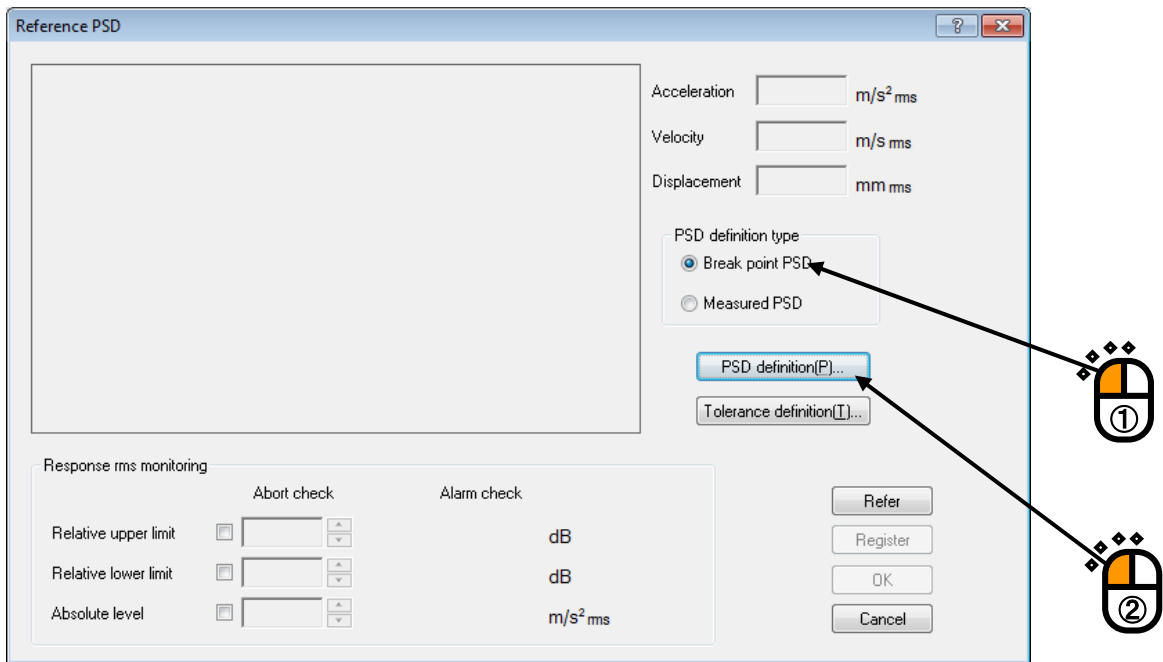 Reference PSD
Acceleration m/s² rms
Velocity m/s rms
Displacement mm rms
PSD definition type
Break point PSD
Measured PSD
PSD definition(P)...
Tolerance definition(T)...
①
Response rms monitoring
Abort check Alarm check
Relative upper limit dB
Relative lower limit dB
Absolute level m/s² rms
Refer
Register
OK
Cancel
②